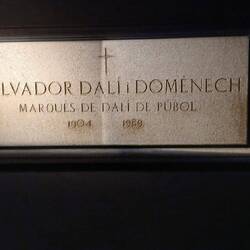 LVADOR DALÍ i DOMÈNECH
MARQUÈS DE DALÍ DE PÚBOL
1904 1989